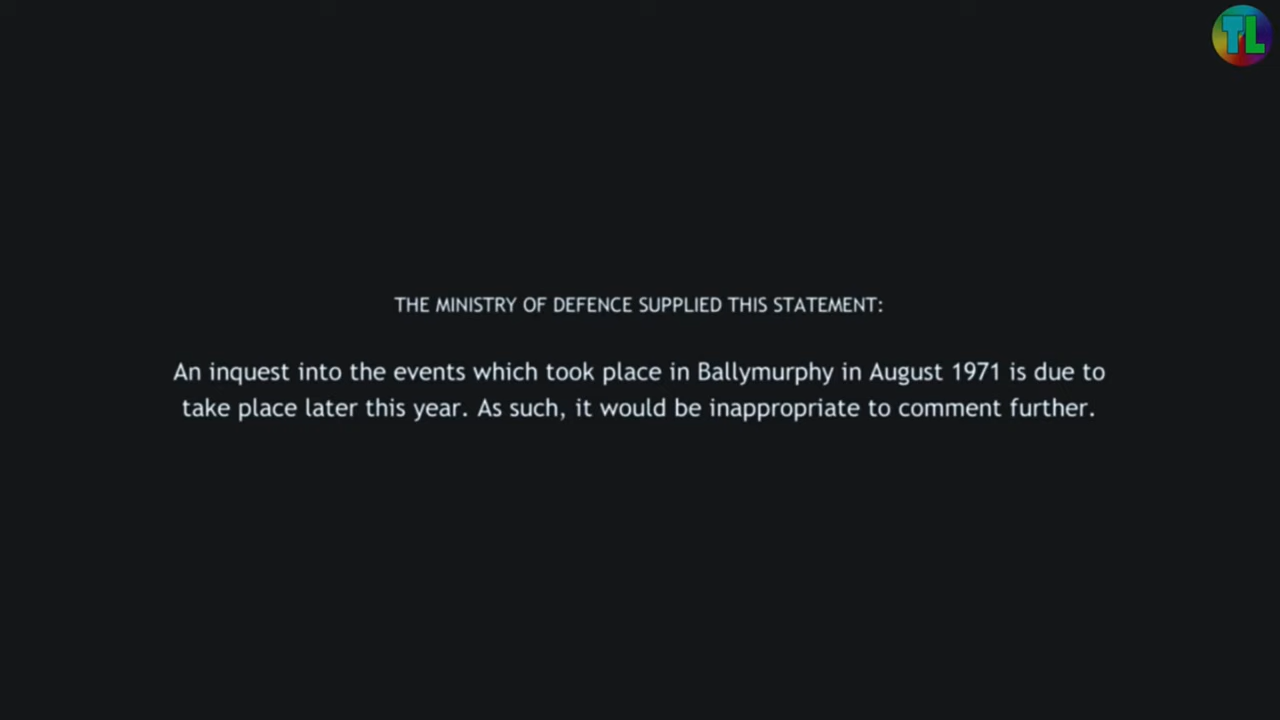 TL
THE MINISTRY OF DEFENCE SUPPLIED THIS STATEMENT:
An inquest into the events which took place in Ballymurphy in August 1971 is due to
take place later this year. As such, it would be inappropriate to comment further.